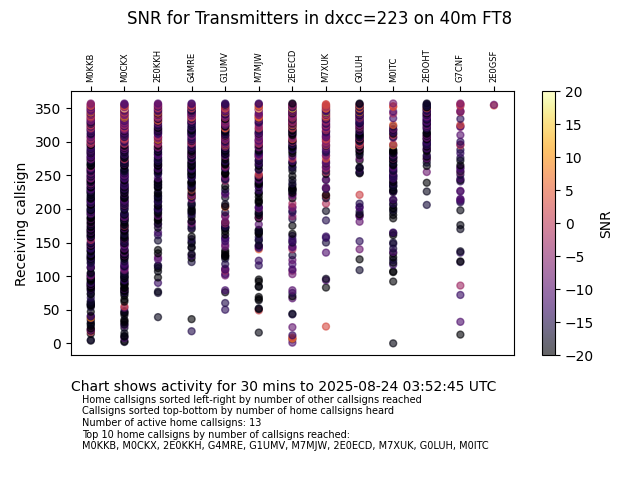 SNR for Transmitters in dxcc=223 on 40m FT8
M0KKB M0CKX 2E0KKH G4MRE G1UMV M7MJW 2E0ECD M7XUK G0LUH M0ITC 2E0OHT G7CNF 2E0GSF
350
300
250
200
150
100
50
0
Receiving callsign
20
15
10
5
0
−5
−10
−15
−20
SNR
Chart shows activity for 30 mins to 2025-08-24 03:52:45 UTC
Home callsigns sorted left-right by number of other callsigns reached
Callsigns sorted top-bottom by number of home callsigns heard
Number of active home callsigns: 13
Top 10 home callsigns by number of callsigns reached:
M0KKB, M0CKX, 2E0KKH, G4MRE, G1UMV, M7MJW, 2E0ECD, M7XUK, G0LUH, M0ITC